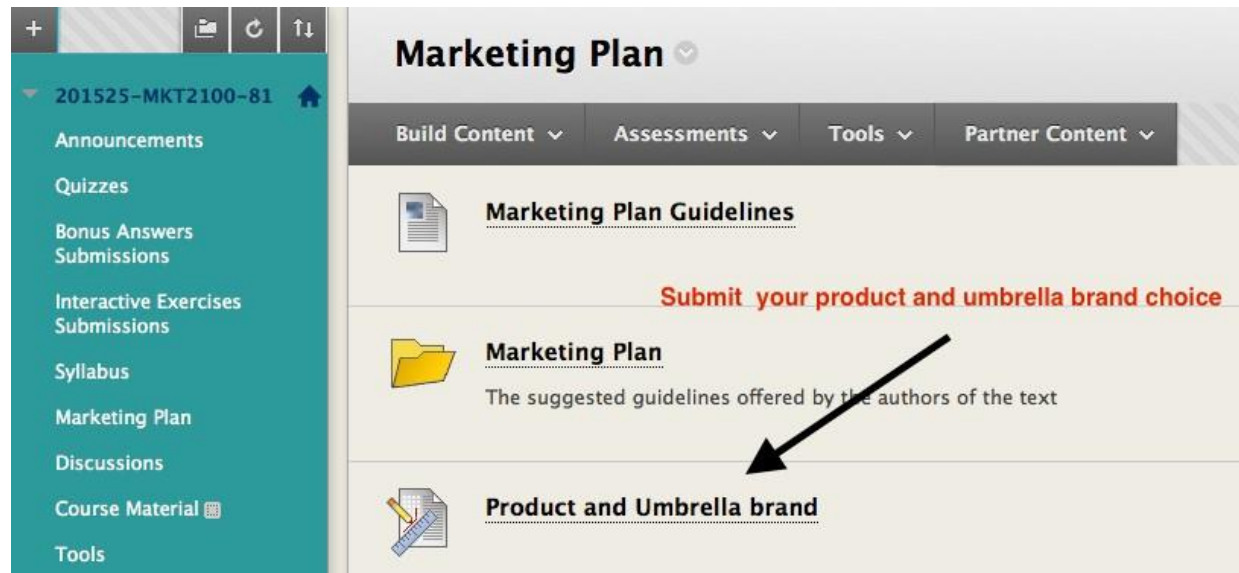 +
201525-MKT2100-81
Announcements
Quizzes
Bonus Answers
Submissions
Interactive Exercises
Submissions
Syllabus
Marketing Plan
Discussions
Course Material
Tools
Marketing Plan
Build Content
Assessments
Tools
Partner Content
Marketing Plan Guidelines
Submit your product and umbrella brand choice
Marketing Plan
The suggested guidelines offered by the authors of the text
Product and Umbrella brand